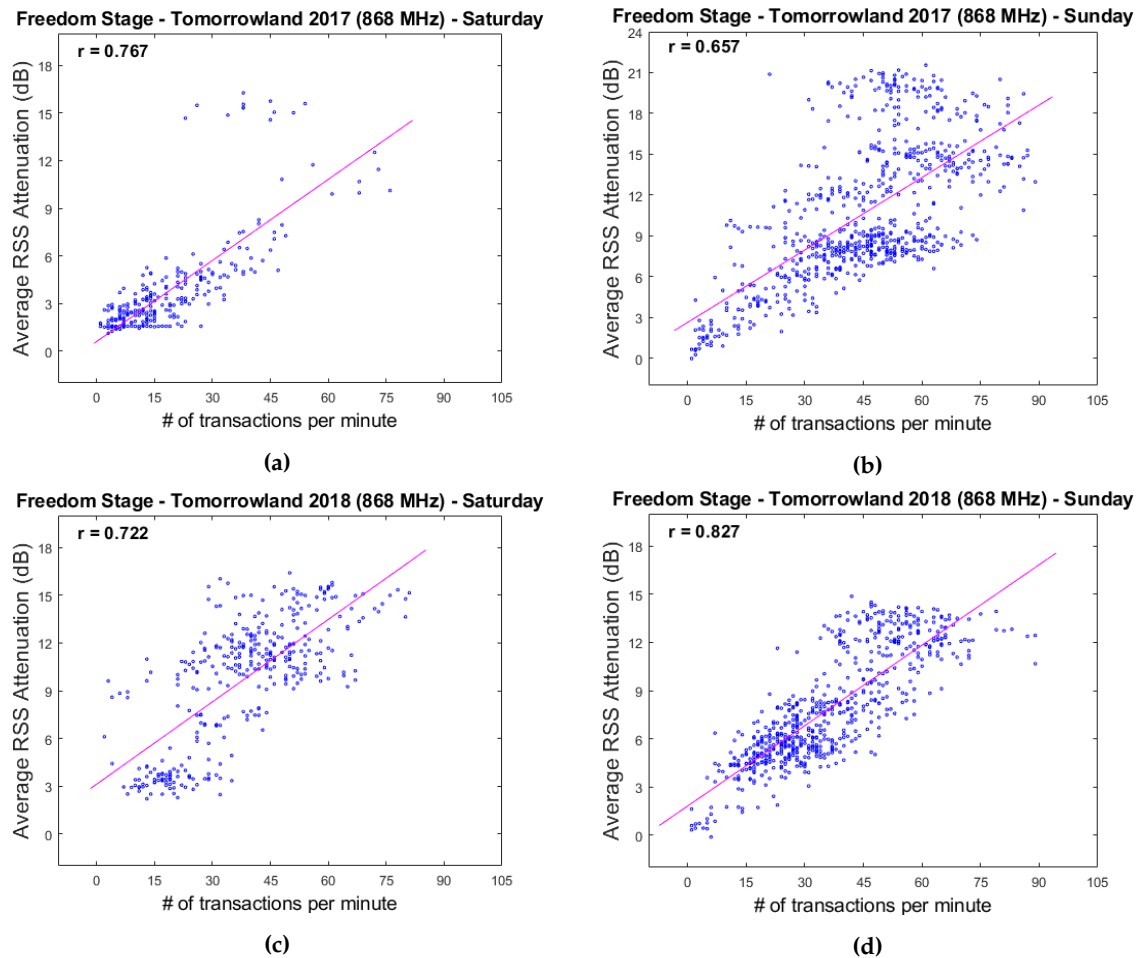 Freedom Stage - Tomorrowland 2017 (868 MHz) - Saturday
r = 0.767
18
15
12
9
6
3
0
Average RSS Attenuation (dB)
0 15 30 45 60 75 90 105
# of transactions per minute
(a)
Freedom Stage - Tomorrowland 2017 (868 MHz) - Sunday
24
r = 0.657
21
18
15
12
9
6
3
0
Average RSS Attenuation (dB)
0 15 30 45 60 75 90 105
# of transactions per minute
(b)
Freedom Stage - Tomorrowland 2018 (868 MHz) - Saturday
r = 0.722
18
15
12
9
6
3
0
Average RSS Attenuation (dB)
0 15 30 45 60 75 90 105
# of transactions per minute
(c)
Freedom Stage - Tomorrowland 2018 (868 MHz) - Sunday
r = 0.827
18
15
12
9
6
3
0
Average RSS Attenuation (dB)
0 15 30 45 60 75 90 105
# of transactions per minute
(d)